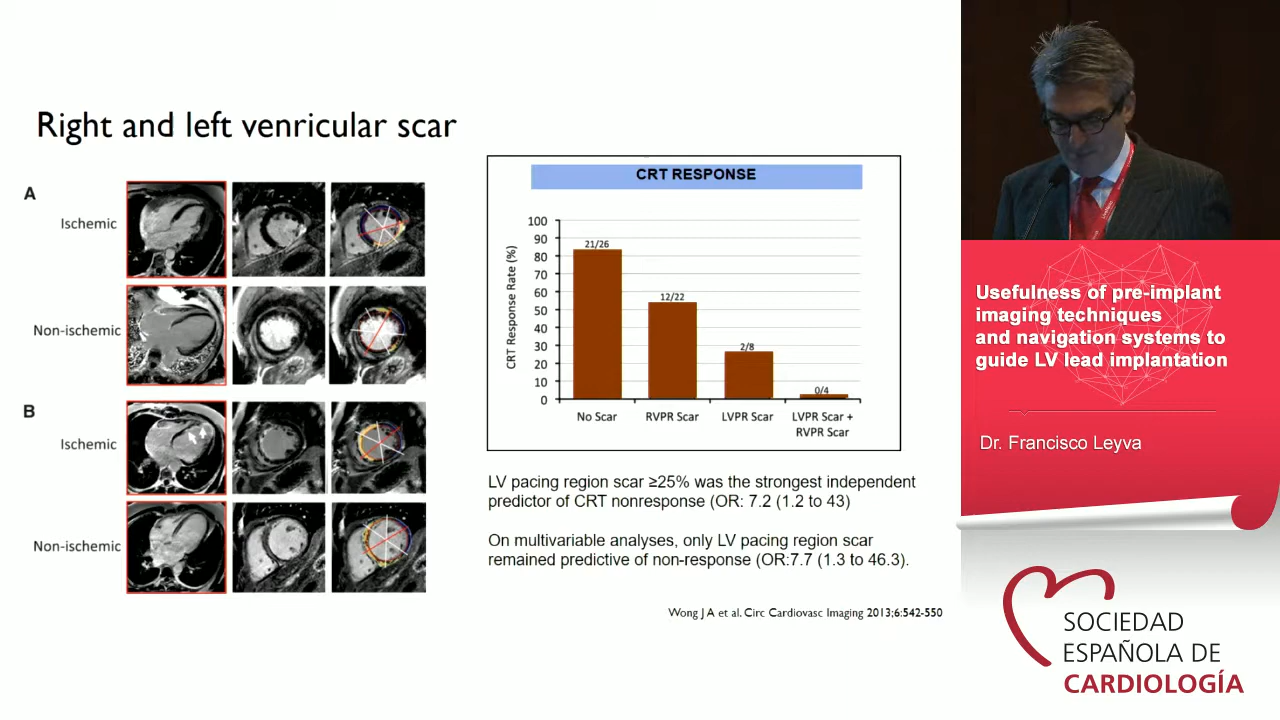 Right and left venricular scar
A
Ischemic
Non-ischemic
B
Ischemic
Non-ischemic
CRT RESPONSE
CRT Response Rate (%)
100
90
80
70
60
50
40
30
20
10
0
21/26
12/22
2/8
0/4
No Scar
RVPR Scar
LVPR Scar
LVPR Scar +
RVPR Scar
LV pacing region scar ≥25% was the strongest independent
predictor of CRT nonresponse (OR: 7.2 (1.2 to 43)
On multivariable analyses, only LV pacing region scar
remained predictive of non-response (OR:7.7 (1.3 to 46.3).
Wong J A et al. Circ Cardiovasc Imaging 2013;6:542-550
Usefulness of pre-implant
imaging techniques
and navigation systems to
guide LV lead implantation
Dr. Francisco Leyva
SOCIEDAD
ESPAÑOLA DE
CARDIOLOGÍA